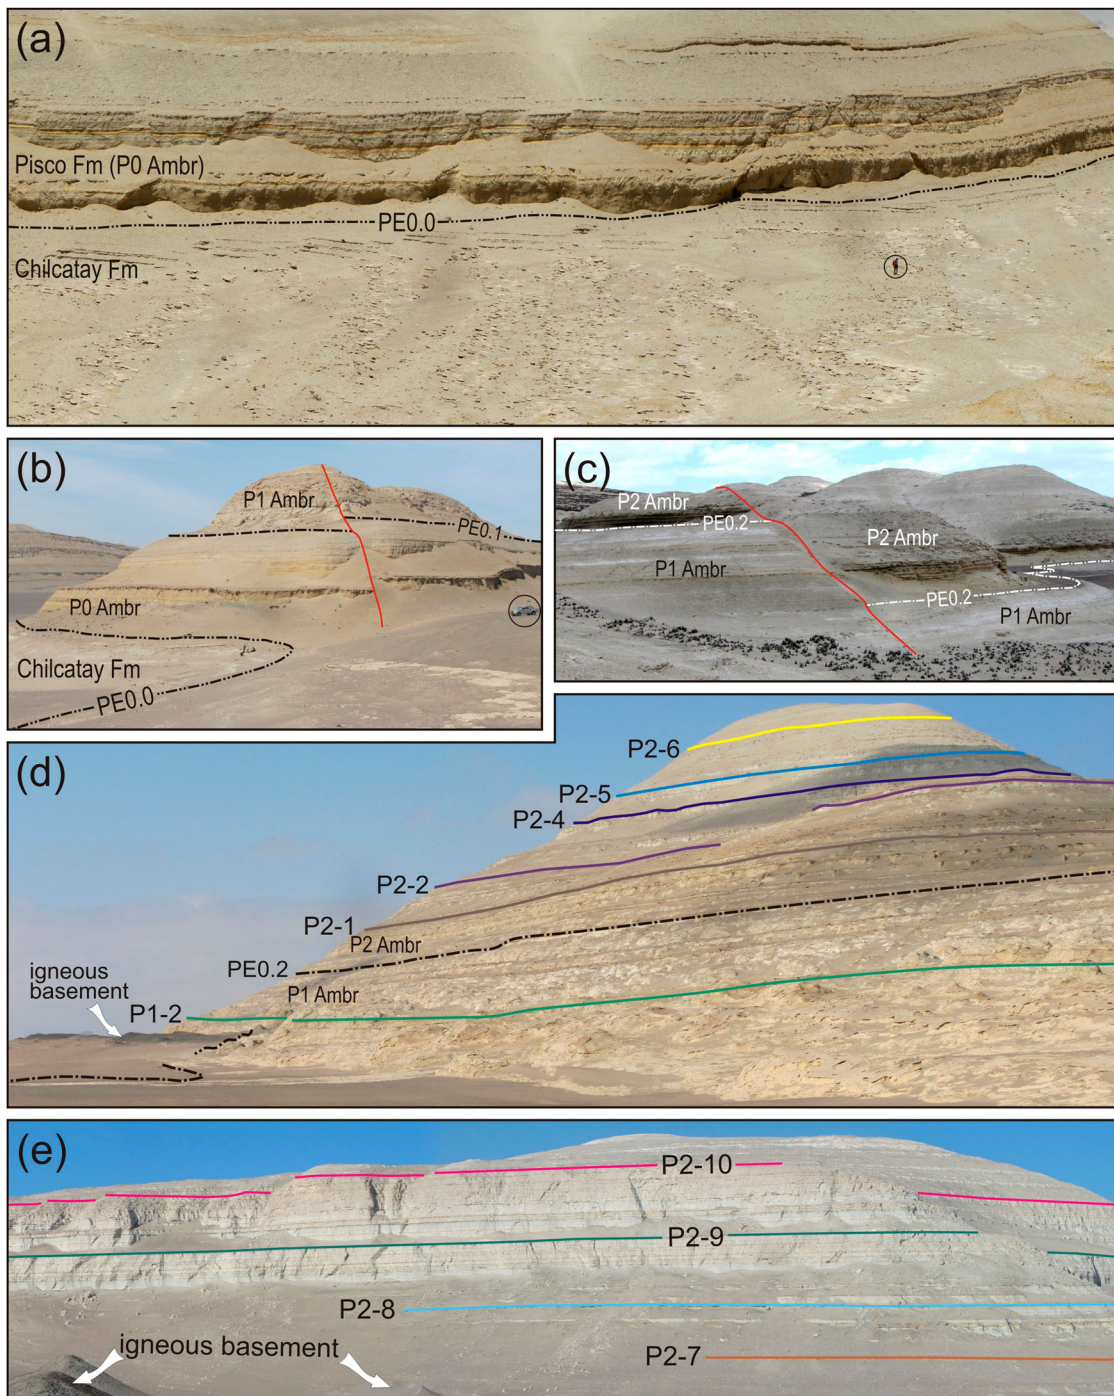 (a)
Pisco Fm (P0 Ambr)
PE0.0
Chilcatay Fm
(b)
P1 Ambr
PE0.1
P0 Ambr
Chilcatay Fm
PE0.0
(c)
P2 Ambr
PE0.2
P2 Ambr
P1 Ambr
PE0.2
P1 Ambr
(d)
P2-6
P2-5
P2-4
P2-2
P2-1
P2 Ambr
PE0.2
P1 Ambr
igneous
basement
P1-2
(e)
P2-10
P2-9
P2-8
igneous basement
P2-7